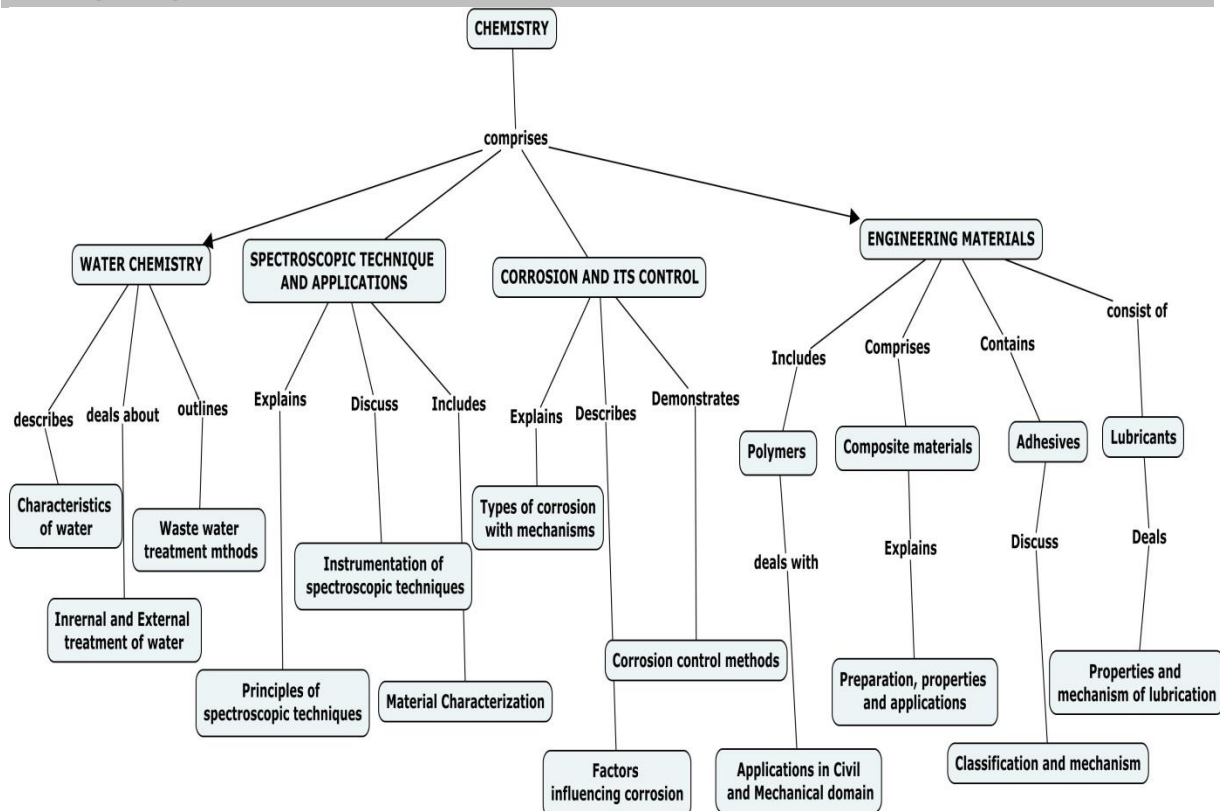 CHEMISTRY
comprises
WATER CHEMISTRY
SPECTROSCOPIC TECHNIQUE
AND APPLICATIONS
CORROSION AND ITS CONTROL
ENGINEERING MATERIALS
describes
deals about
outlines
Explains
Discuss
Includes
Explains
Describes
Demonstrates
Includes
Comprises
Contains
consist of
Characteristics
of water
Waste water
treatment mthods
Inrernal and External
treatment of water
Instrumentation of
spectroscopic techniques
Principles of
spectroscopic techniques
Material Characterization
Types of corrosion
with mechanisms
Corrosion control methods
Factors
influencing corrosion
Polymers
Composite materials
Adhesives
Lubricants
deals with
Explains
Discuss
Deals
Applications in Civil
and Mechanical domain
Preparation, properties
and applications
Classification and mechanism
Properties and
mechanism of lubrication